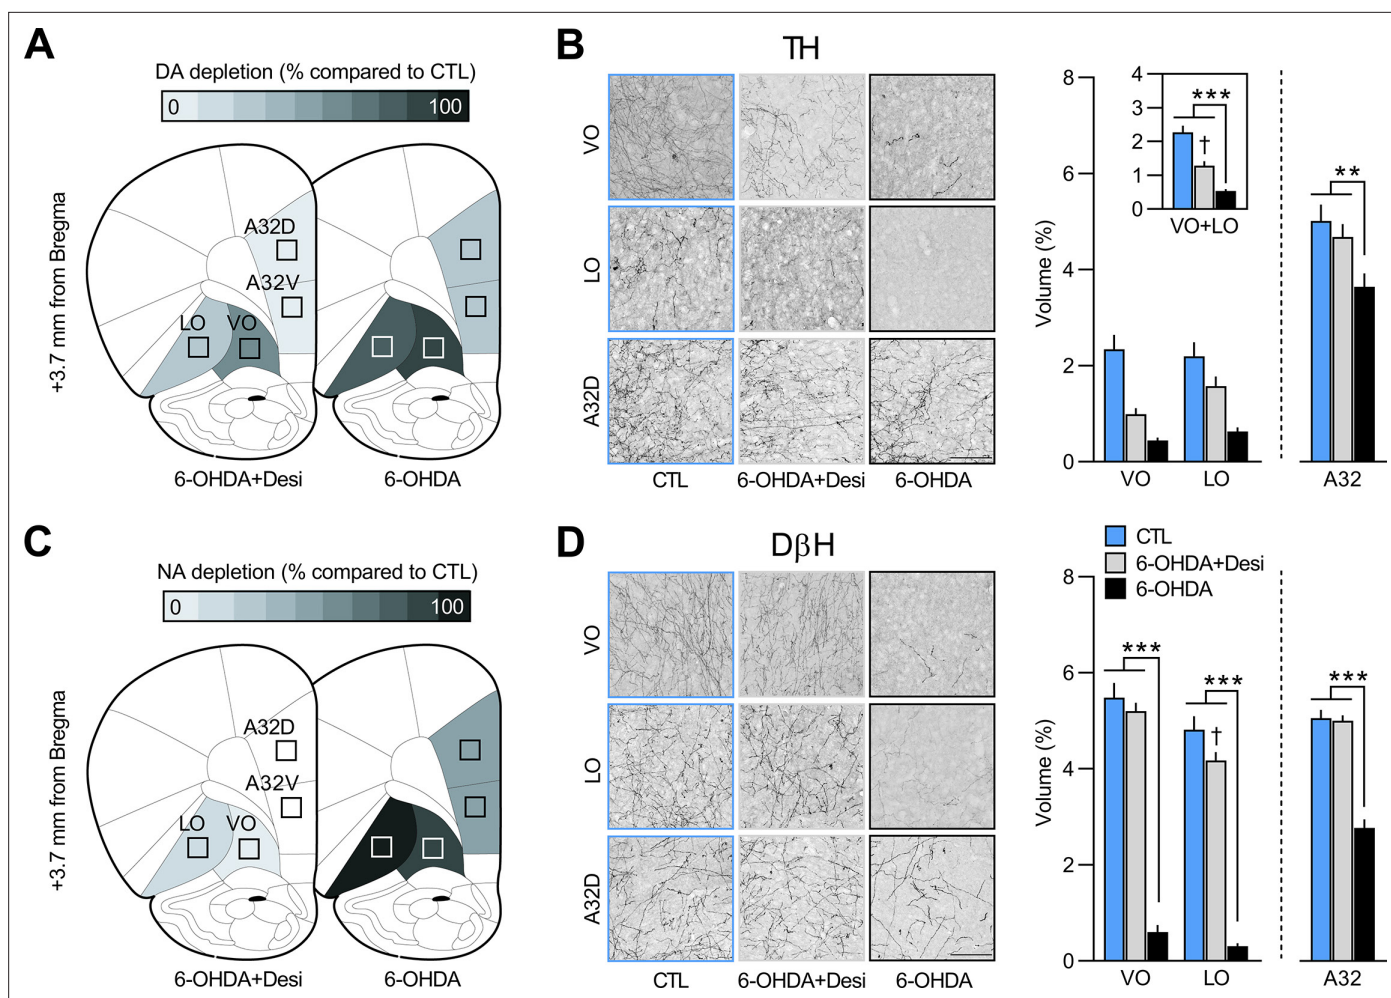 A
DA depletion (% compared to CTL)
0
100
+3.7 mm from Bregma
A32D
A32V
LO
VO
6-OHDA+Desi
6-OHDA
B
TH
VO
LO
A32D
CTL
6-OHDA+Desi
6-OHDA
8
6
4
2
0
Volume (%)
4
3
2
1
0
***
†
VO+LO
**
VO
LO
A32
C
NA depletion (% compared to CTL)
0
100
+3.7 mm from Bregma
A32D
A32V
LO
VO
6-OHDA+Desi
6-OHDA
D
DβH
VO
LO
A32D
CTL
6-OHDA+Desi
6-OHDA
CTL
6-OHDA+Desi
6-OHDA
8
6
4
2
0
Volume (%)
***
***
†
***
VO
LO
A32